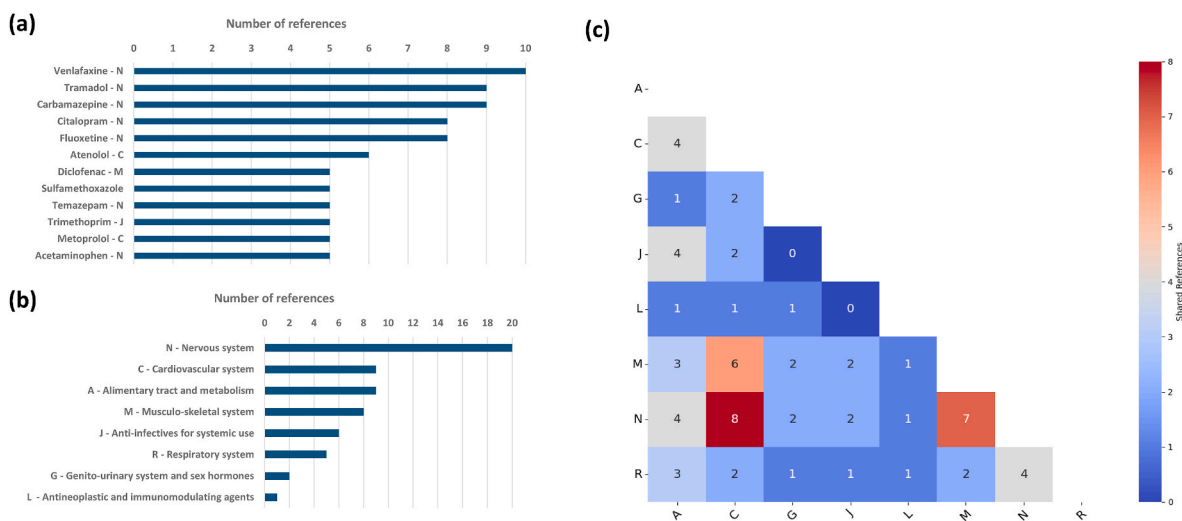 (a)
Number of references
0 1 2 3 4 5 6 7 8 9 10
Venlafaxine - N
Tramadol - N
Carbamazepine - N
Citalopram - N
Fluoxetine - N
Atenolol - C
Diclofenac - M
Sulfamethoxazole
Temazepam - N
Trimethoprim - J
Metoprolol - C
Acetaminophen - N
(b)
Number of references
0 2 4 6 8 10 12 14 16 18 20
N - Nervous system
C - Cardiovascular system
A - Alimentary tract and metabolism
M - Musculo-skeletal system
J - Anti-infectives for systemic use
R - Respiratory system
G - Genito-urinary system and sex hormones
L - Antineoplastic and immunomodulating agents
(c)
A
C 4
G 1 2
J 4 2 0
L 1 1 1 0
M 3 6 2 2 1
N 4 8 2 2 1 7
R 3 2 1 1 1 2 4
A C G J L M N R
8
7
6
5
4
3
2
1
0
Shared References